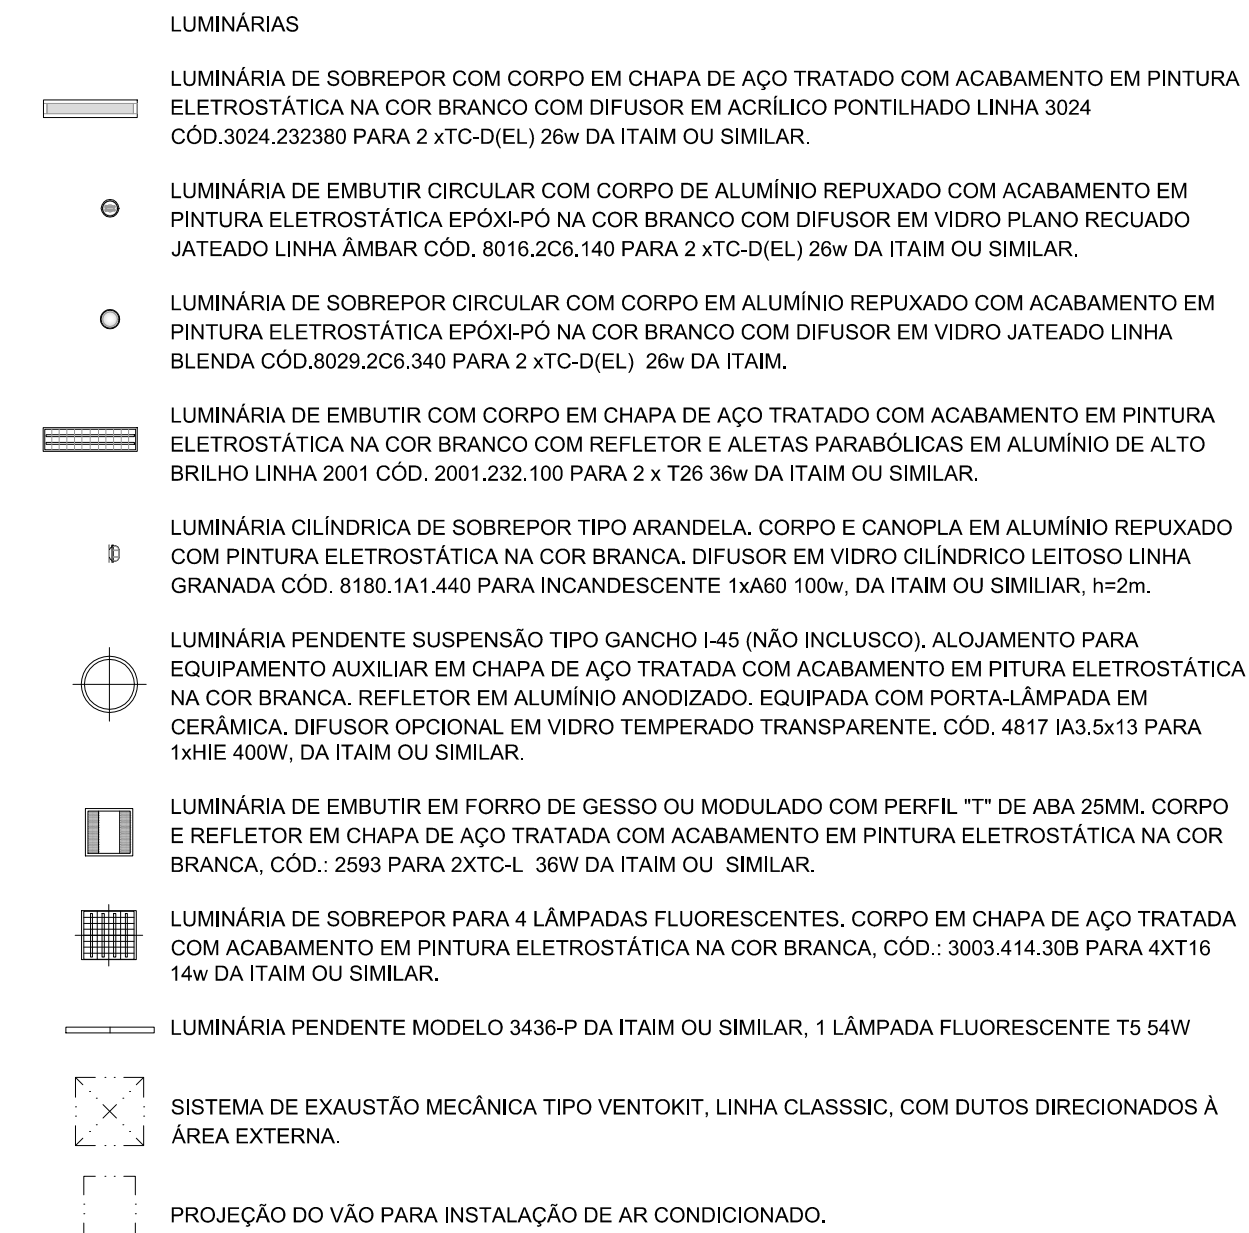 LUMINÁRIAS
LUMINÁRIA DE SOBREPOR COM CORPO EM CHAPA DE AÇO TRATADO COM ACABAMENTO EM PINTURA
ELETROSTÁTICA NA COR BRANCO COM DIFUSOR EM ACRÍLICO PONTILHADO LINHA 3024
CÓD.3024.232380 PARA 2 xTC-D(EL) 26w DA ITAIM OU SIMILAR.
LUMINÁRIA DE EMBUTIR CIRCULAR COM CORPO DE ALUMÍNIO REPUXADO COM ACABAMENTO EM
PINTURA ELETROSTÁTICA EPÓXI-PÓ NA COR BRANCO COM DIFUSOR EM VIDRO PLANO RECUADO
JATEADO LINHA ÂMBAR CÓD. 8016.2C6.140 PARA 2 xTC-D(EL) 26w DA ITAIM OU SIMILAR.
LUMINÁRIA DE SOBREPOR CIRCULAR COM CORPO EM ALUMÍNIO REPUXADO COM ACABAMENTO EM
PINTURA ELETROSTÁTICA EPÓXI-PÓ NA COR BRANCO COM DIFUSOR EM VIDRO JATEADO LINHA
BLENDA CÓD.8029.2C6.340 PARA 2 xTC-D(EL)  26w DA ITAIM.
LUMINÁRIA DE EMBUTIR COM CORPO EM CHAPA DE AÇO TRATADO COM ACABAMENTO EM PINTURA
ELETROSTÁTICA NA COR BRANCO COM REFLETOR E ALETAS PARABÓLICAS EM ALUMÍNIO DE ALTO
BRILHO LINHA 2001 CÓD. 2001.232.100 PARA 2 x T26 36w DA ITAIM OU SIMILAR.
LUMINÁRIA CILÍNDRICA DE SOBREPOR TIPO ARANDELA. CORPO E CANOPLA EM ALUMÍNIO REPUXADO
COM PINTURA ELETROSTÁTICA NA COR BRANCA. DIFUSOR EM VIDRO CILÍNDRICO LEITOSO LINHA
GRANADA CÓD. 8180.1A1.440 PARA INCANDESCENTE 1xA60 100w, DA ITAIM OU SIMILIAR, h=2m.
LUMINÁRIA PENDENTE SUSPENSÃO TIPO GANCHO I-45 (NÃO INCLUSCO). ALOJAMENTO PARA
EQUIPAMENTO AUXILIAR EM CHAPA DE AÇO TRATADA COM ACABAMENTO EM PITURA ELETROSTÁTICA
NA COR BRANCA. REFLETOR EM ALUMÍNIO ANODIZADO. EQUIPADA COM PORTA-LÂMPADA EM
CERÂMICA. DIFUSOR OPCIONAL EM VIDRO TEMPERADO TRANSPARENTE. CÓD. 4817 IA3.5x13 PARA
1xHIE 400W, DA ITAIM OU SIMILAR.
LUMINÁRIA DE EMBUTIR EM FORRO DE GESSO OU MODULADO COM PERFIL "T" DE ABA 25MM. CORPO
E REFLETOR EM CHAPA DE AÇO TRATADA COM ACABAMENTO EM PINTURA ELETROSTÁTICA NA COR
BRANCA, CÓD.: 2593 PARA 2XTC-L  36W DA ITAIM OU  SIMILAR.
LUMINÁRIA DE SOBREPOR PARA 4 LÂMPADAS FLUORESCENTES. CORPO EM CHAPA DE AÇO TRATADA
COM ACABAMENTO EM PINTURA ELETROSTÁTICA NA COR BRANCA, CÓD.: 3003.414.30B PARA 4XT16
14w DA ITAIM OU SIMILAR.
LUMINÁRIA PENDENTE MODELO 3436-P DA ITAIM OU SIMILAR, 1 LÂMPADA FLUORESCENTE T5 54W
SISTEMA DE EXAUSTÃO MECÂNICA TIPO VENTOKIT, LINHA CLASSSIC, COM DUTOS DIRECIONADOS À
ÁREA EXTERNA.
PROJEÇÃO DO VÃO PARA INSTALAÇÃO DE AR CONDICIONADO.